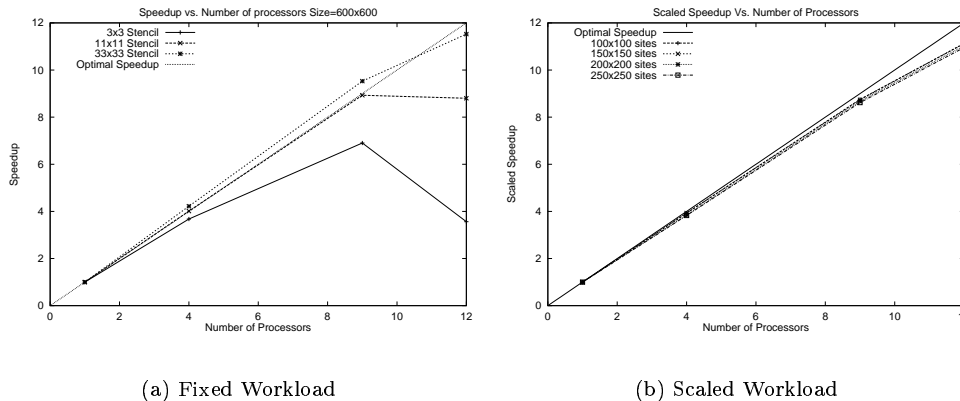 Speedup vs. Number of processors Size=600x600
12
10
8
6
4
2
0
Speedup
3x3 Stencil
11x11 Stencil
33x33 Stencil
Optimal Speedup
0 2 4 6 8 10 12
Number of Processors
(a) Fixed Workload
Scaled Speedup Vs. Number of Processors
12
10
8
6
4
2
0
Scaled Speedup
Optimal Speedup
100x100 sites
150x150 sites
200x200 sites
250x250 sites
0 2 4 6 8 10 12
Number of Processors
(b) Scaled Workload